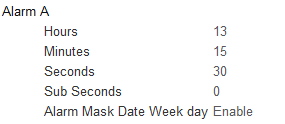 Alarm A
Hours 13
Minutes 15
Seconds 30
Sub Seconds 0
Alarm Mask Date Week day Enable